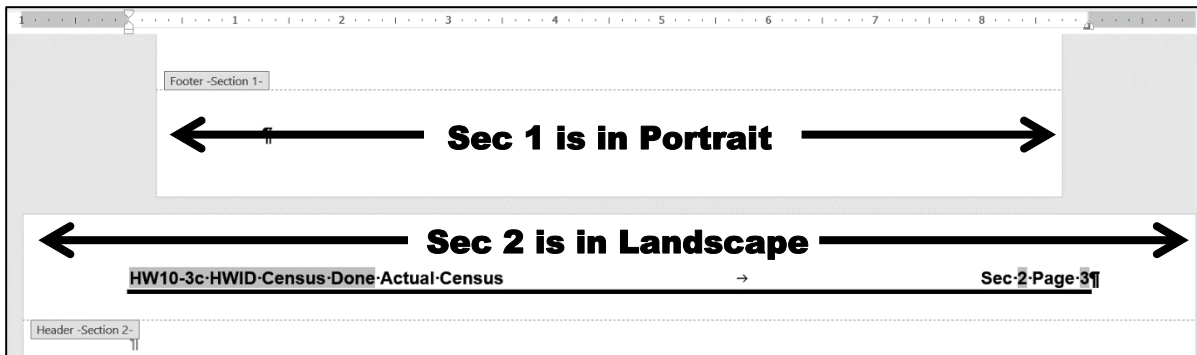 1 1 2 3 4 5 6 7 8
Footer -Section 1-
¶
Sec 1 is in Portrait
Sec 2 is in Landscape
HW10-3c·HWID·Census·Done·Actual·Census → Sec·2·Page·3¶
Header -Section 2-
¶